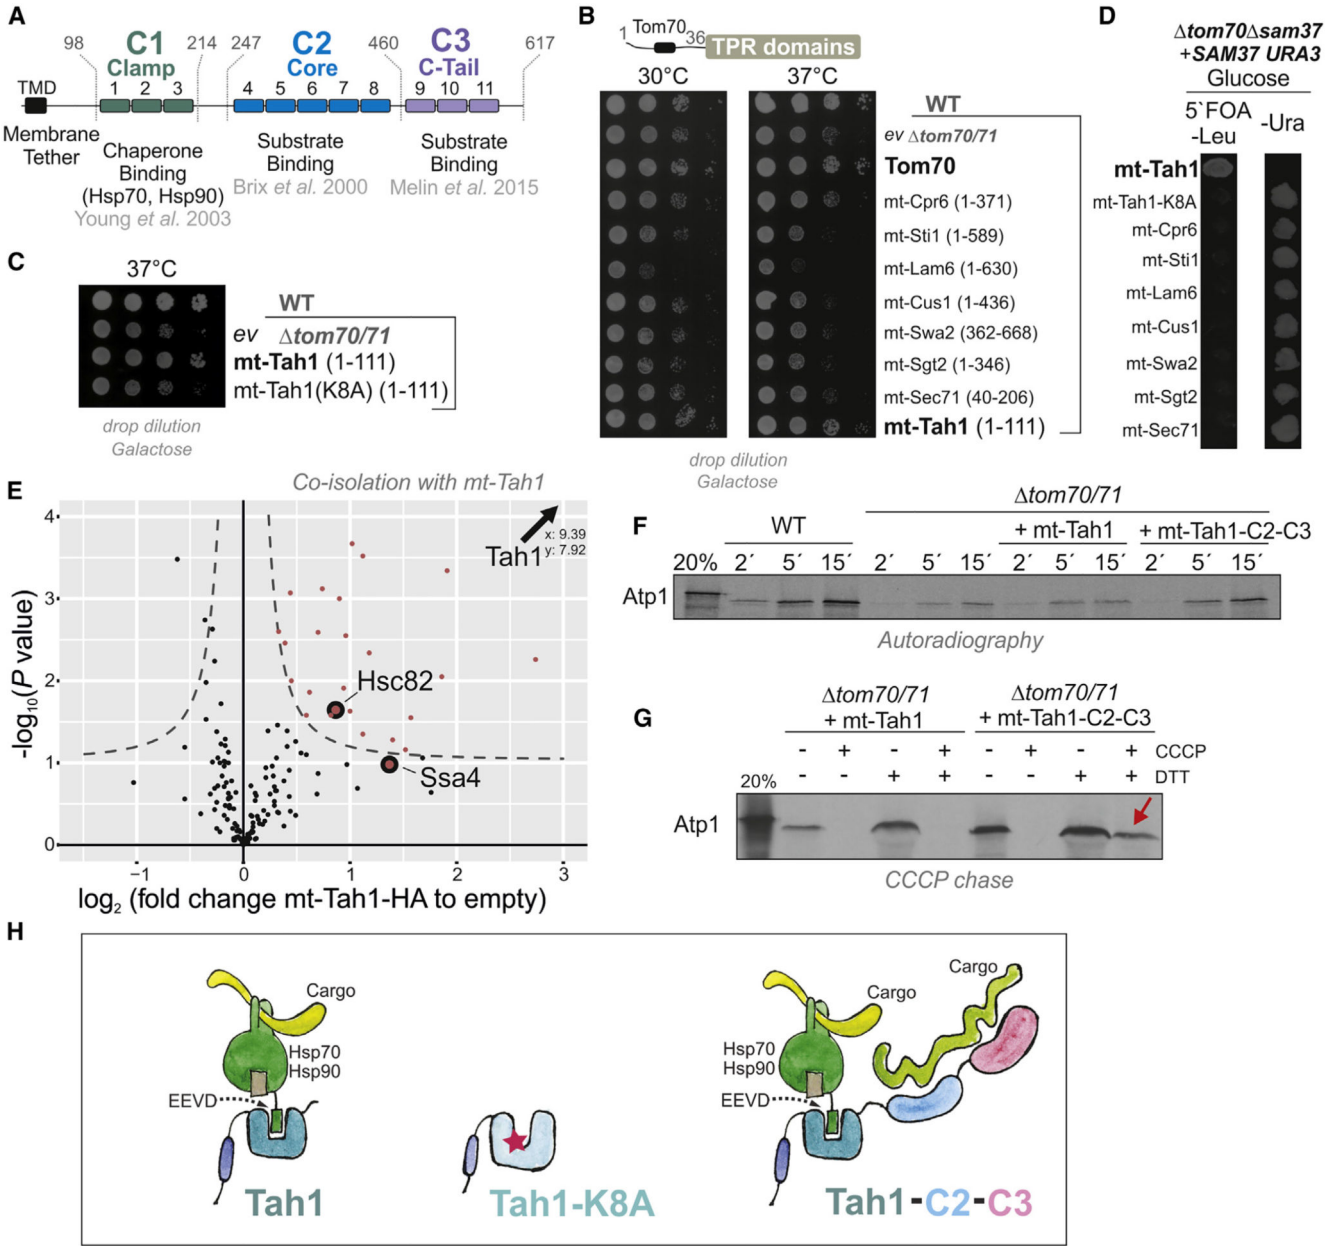 A
98
C1
214
247
C2
460
C3
617
Clamp
Core
C-Tail
TMD
1 2 3
4 5 6 7 8
9 10 11
Membrane
Tether
Chaperone
Binding
(Hsp70, Hsp90)
Young et al. 2003
Substrate
Binding
Brix et al. 2000
Substrate
Binding
Melin et al. 2015
B
1
Tom70
36
TPR domains
30°C
37°C
WT
ev Δtom70/71
Tom70
mt-Cpr6 (1-371)
mt-Sti1 (1-589)
mt-Lam6 (1-630)
mt-Cus1 (1-436)
mt-Swa2 (362-668)
mt-Sgt2 (1-346)
mt-Sec71 (40-206)
mt-Tah1 (1-111)
drop dilution
Galactose
C
37°C
WT
ev Δtom70/71
mt-Tah1 (1-111)
mt-Tah1(K8A) (1-111)
drop dilution
Galactose
D
Δtom70Δsam37
+SAM37 URA3
Glucose
5`FOA
-Leu
-Ura
mt-Tah1
mt-Tah1-K8A
mt-Cpr6
mt-Sti1
mt-Lam6
mt-Cus1
mt-Swa2
mt-Sgt2
mt-Sec71
E
Co-isolation with mt-Tah1
Tah1
x: 9.39
y: 7.92
Hsc82
Ssa4
4
3
2
1
0
-log10(P value)
−1 0 1 2 3
log2 (fold change mt-Tah1-HA to empty)
F
Δtom70/71
WT
+ mt-Tah1
+ mt-Tah1-C2-C3
20% 2´ 5´ 15´ 2´ 5´ 15´ 2´ 5´ 15´ 2´ 5´ 15´
Atp1
Autoradiography
G
Δtom70/71
+ mt-Tah1
Δtom70/71
+ mt-Tah1-C2-C3
- + - + - + - + CCCP
- - + + - - + + DTT
20%
Atp1
CCCP chase
H
Cargo
Hsp70
Hsp90
EEVD
Tah1
Tah1-K8A
Cargo
Cargo
Hsp70
Hsp90
EEVD
Tah1-C2-C3